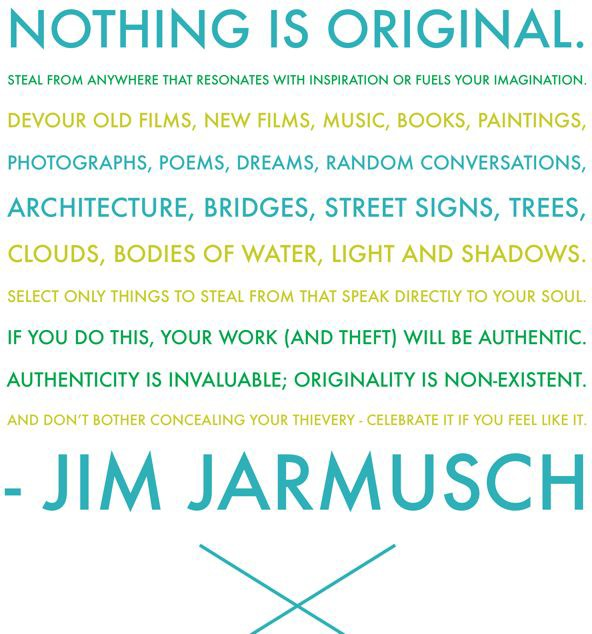 NOTHING IS ORIGINAL.
STEAL FROM ANYWHERE THAT RESONATES WITH INSPIRATION OR FUELS YOUR IMAGINATION.
DEVOUR OLD FILMS, NEW FILMS, MUSIC, BOOKS, PAINTINGS,
PHOTOGRAPHS, POEMS, DREAMS, RANDOM CONVERSATIONS,
ARCHITECTURE, BRIDGES, STREET SIGNS, TREES,
CLOUDS, BODIES OF WATER, LIGHT AND SHADOWS.
SELECT ONLY THINGS TO STEAL FROM THAT SPEAK DIRECTLY TO YOUR SOUL.
IF YOU DO THIS, YOUR WORK (AND THEFT) WILL BE AUTHENTIC.
AUTHENTICITY IS INVALUABLE; ORIGINALITY IS NON-EXISTENT.
AND DON'T BOTHER CONCEALING YOUR THIEVERY - CELEBRATE IT IF YOU FEEL LIKE IT.
- JIM JARMUSCH